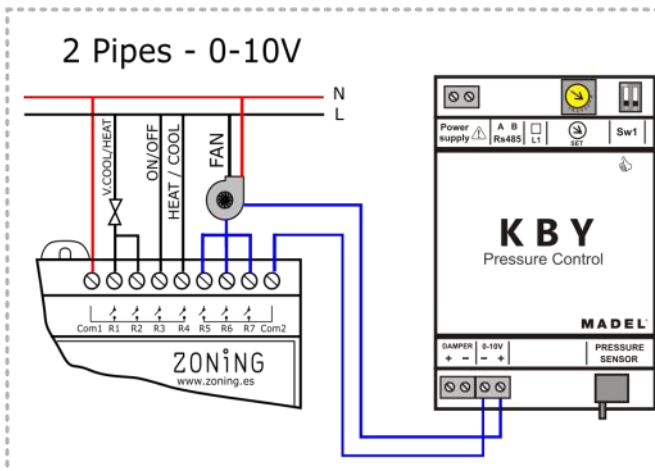 2 Pipes - 0-10V
N
L
V.COOL/HEAT
ON/OFF
HEAT / COOL
FAN
Com1 R1 R2 R3 R4 R5 R6 R7 Com2
ZONiNG
www.zoning.es
Power supply
A B
Rs485
L1
SET
Sw1
K B Y
Pressure Control
MADEL
DAMPER
+ -
0-10V
- +
PRESSURE
SENSOR